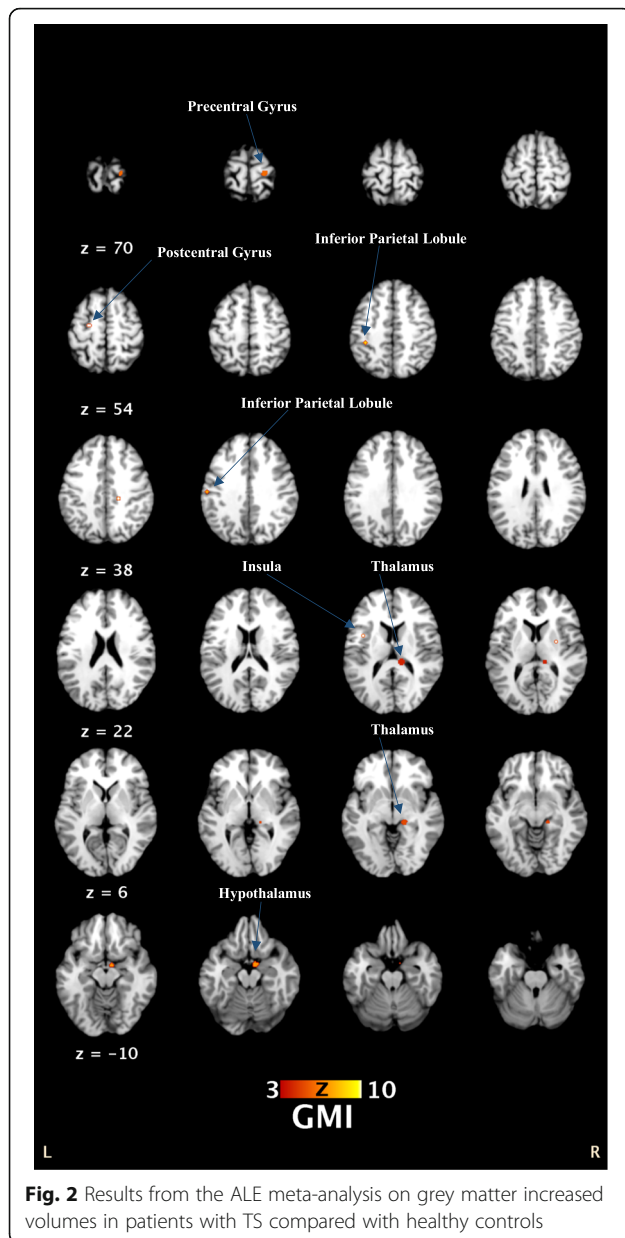 Precentral Gyrus
z = 70
Postcentral Gyrus
Inferior Parietal Lobule
z = 54
Inferior Parietal Lobule
z = 38
Insula
Thalamus
z = 22
Thalamus
z = 6
Hypothalamus
z = -10
3 Z 10
GMI
L
R
Fig. 2 Results from the ALE meta-analysis on grey matter increased
volumes in patients with TS compared with healthy controls